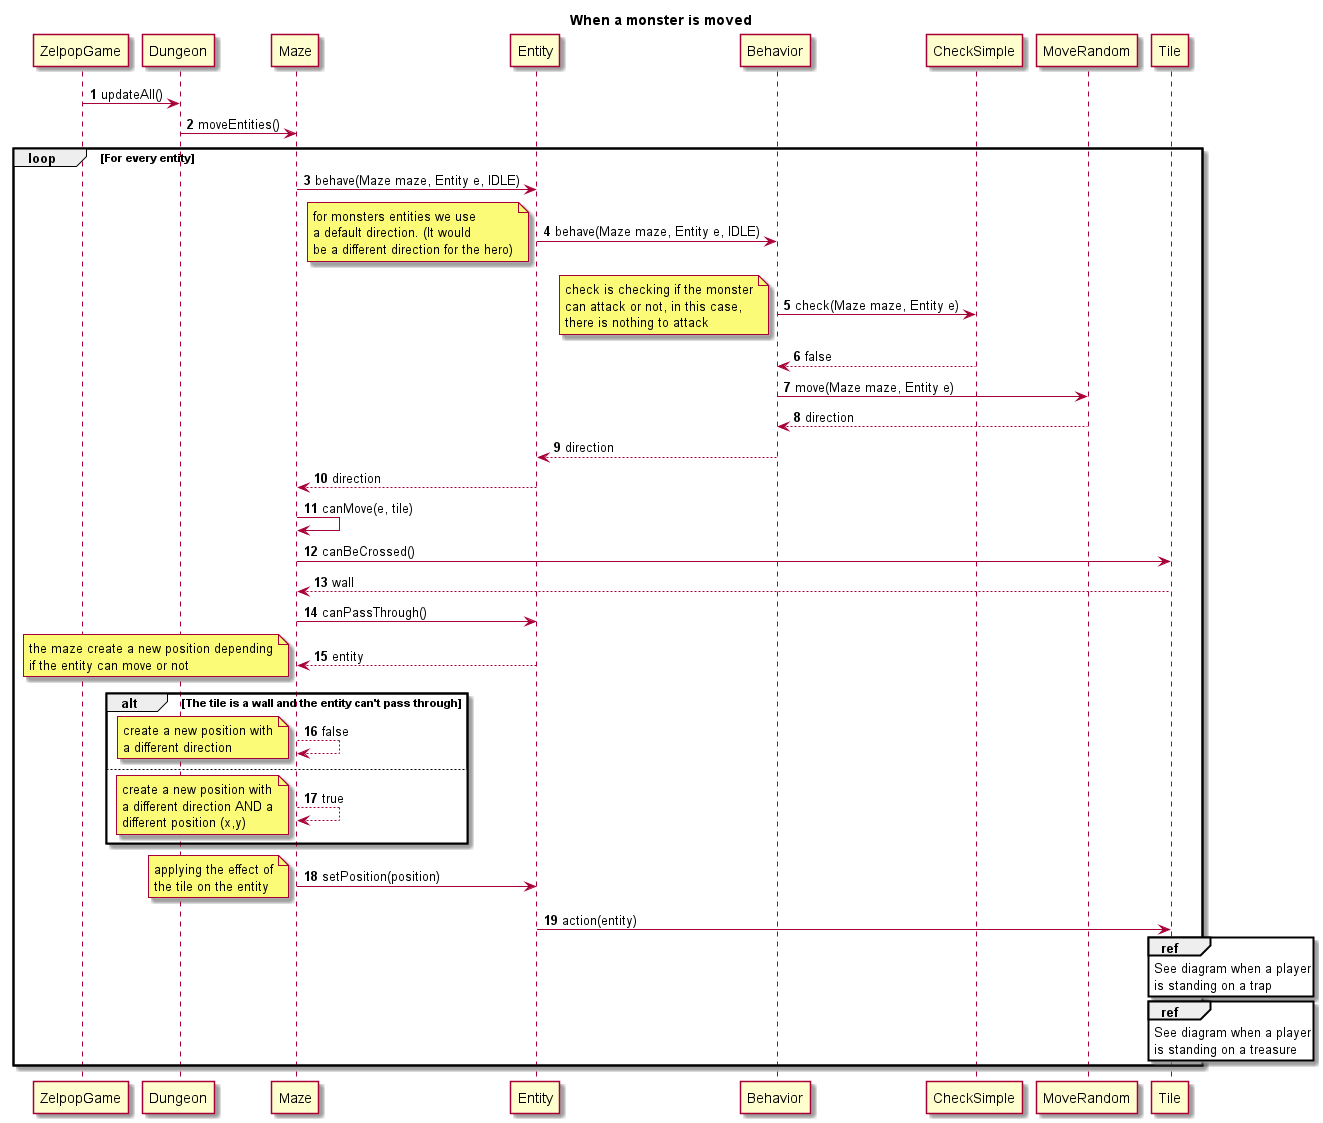 When a monster is moved
ZelpopGame Dungeon Maze Entity Behavior CheckSimple MoveRandom Tile
1 updateAll()
2 moveEntities()
loop [For every entity]
3 behave(Maze maze, Entity e, IDLE)
for monsters entities we use
a default direction. (It would
be a different direction for the hero)
4 behave(Maze maze, Entity e, IDLE)
check is checking if the monster
can attack or not, in this case,
there is nothing to attack
5 check(Maze maze, Entity e)
6 false
7 move(Maze maze, Entity e)
8 direction
9 direction
10 direction
11 canMove(e, tile)
12 canBeCrossed()
13 wall
14 canPassThrough()
the maze create a new position depending
if the entity can move or not
15 entity
alt [The tile is a wall and the entity can't pass through]
create a new position with
a different direction
16 false
create a new position with
a different direction AND a
different position (x,y)
17 true
applying the effect of
the tile on the entity
18 setPosition(position)
19 action(entity)
ref
See diagram when a player
is standing on a trap
ref
See diagram when a player
is standing on a treasure
ZelpopGame Dungeon Maze Entity Behavior CheckSimple MoveRandom Tile